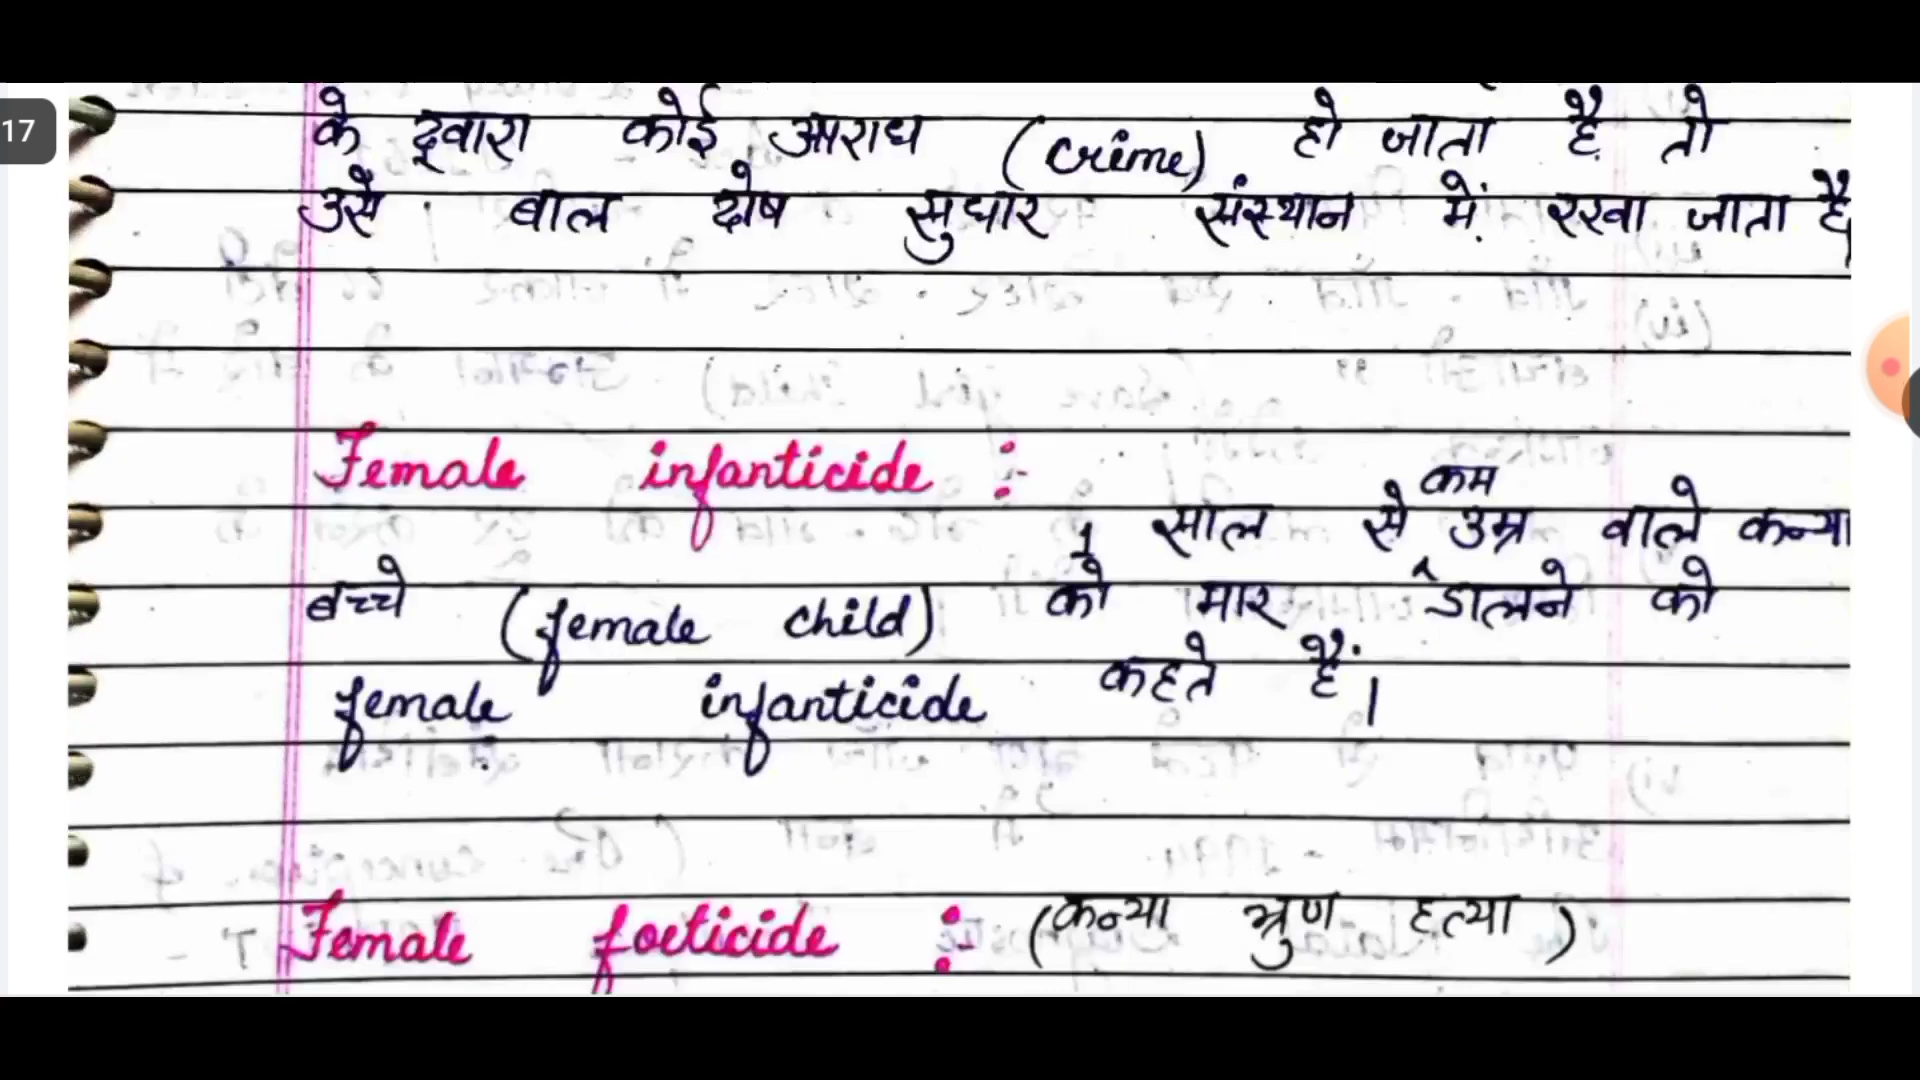 17
के द्वारा कोई अपराध (crime) हो जाता है तो
उसे बाल दोष सुधार संस्थान में रखा जाता है।
Female infanticide :-
1 साल से कम उम्र वाले कन्या
बच्चे (female child) को मार डालने को
female infanticide कहते हैं।
Female foeticide :- (कन्या भ्रुण हत्या)